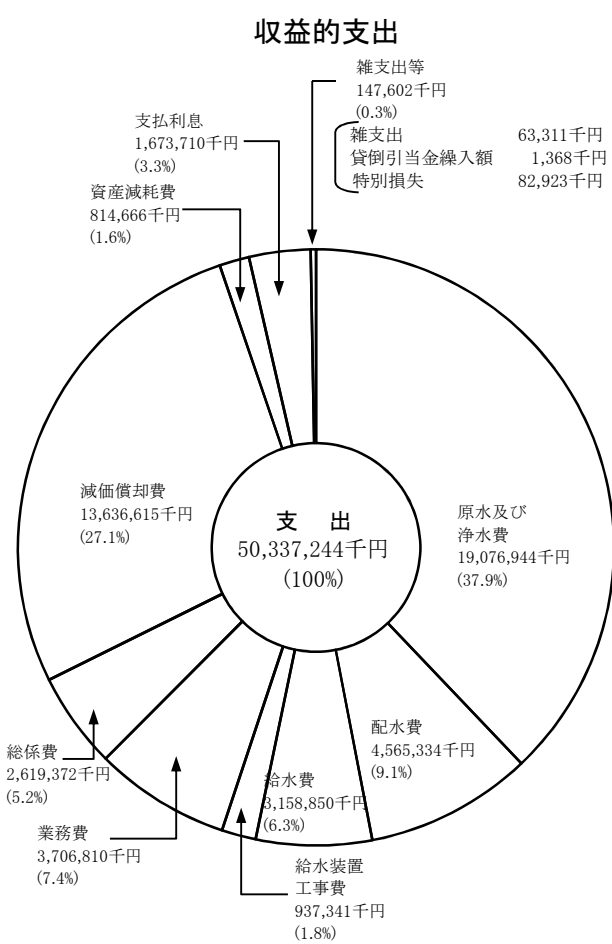 収益的支出
雑支出等
147,602千円
(0.3%)
雑支出 63,311千円
貸倒引当金繰入額 1,368千円
特別損失 82,923千円
支払利息
1,673,710千円
(3.3%)
資産減耗費
814,666千円
(1.6%)
減価償却費
13,636,615千円
(27.1%)
支 出
50,337,244千円
(100%)
原水及び
浄水費
19,076,944千円
(37.9%)
配水費
4,565,334千円
(9.1%)
給水費
3,158,850千円
(6.3%)
総係費
2,619,372千円
(5.2%)
業務費
3,706,810千円
(7.4%)
給水装置
工事費
937,341千円
(1.8%)